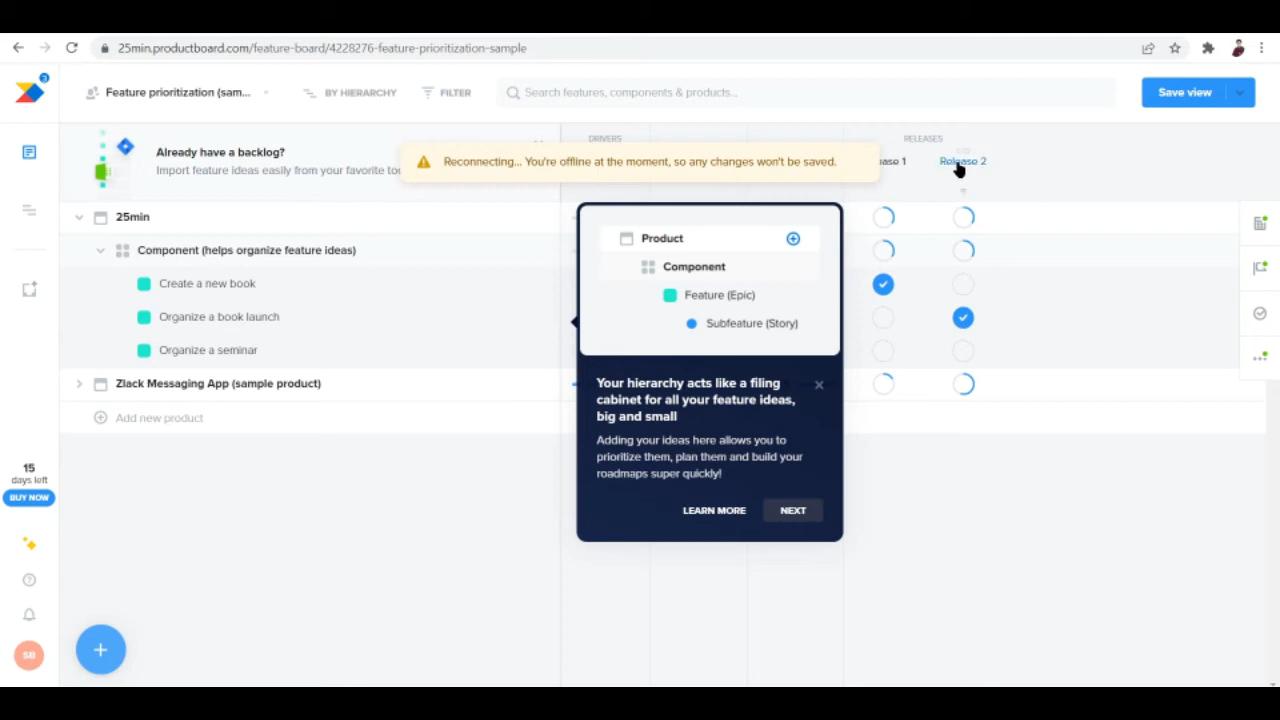 25min.productboard.com/feature-board/4228276-feature-prioritization-sample
3
Feature prioritization (sam...
BY HIERARCHY
FILTER
Search features, components & products...
Save view
Already have a backlog?
Import feature ideas easily from your favorite to
DRIVERS
RELEASES
Reconnecting... You're offline at the moment, so any changes won't be saved.
ase 1
Release 2
25min
Component (helps organize feature ideas)
Create a new book
Organize a book launch
Organize a seminar
Zlack Messaging App (sample product)
Add new product
Product
Component
Feature (Epic)
Subfeature (Story)
Your hierarchy acts like a filing
cabinet for all your feature ideas,
big and small
Adding your ideas here allows you to
prioritize them, plan them and build your
roadmaps super quickly!
LEARN MORE
NEXT
15
days left
BUY NOW
SB